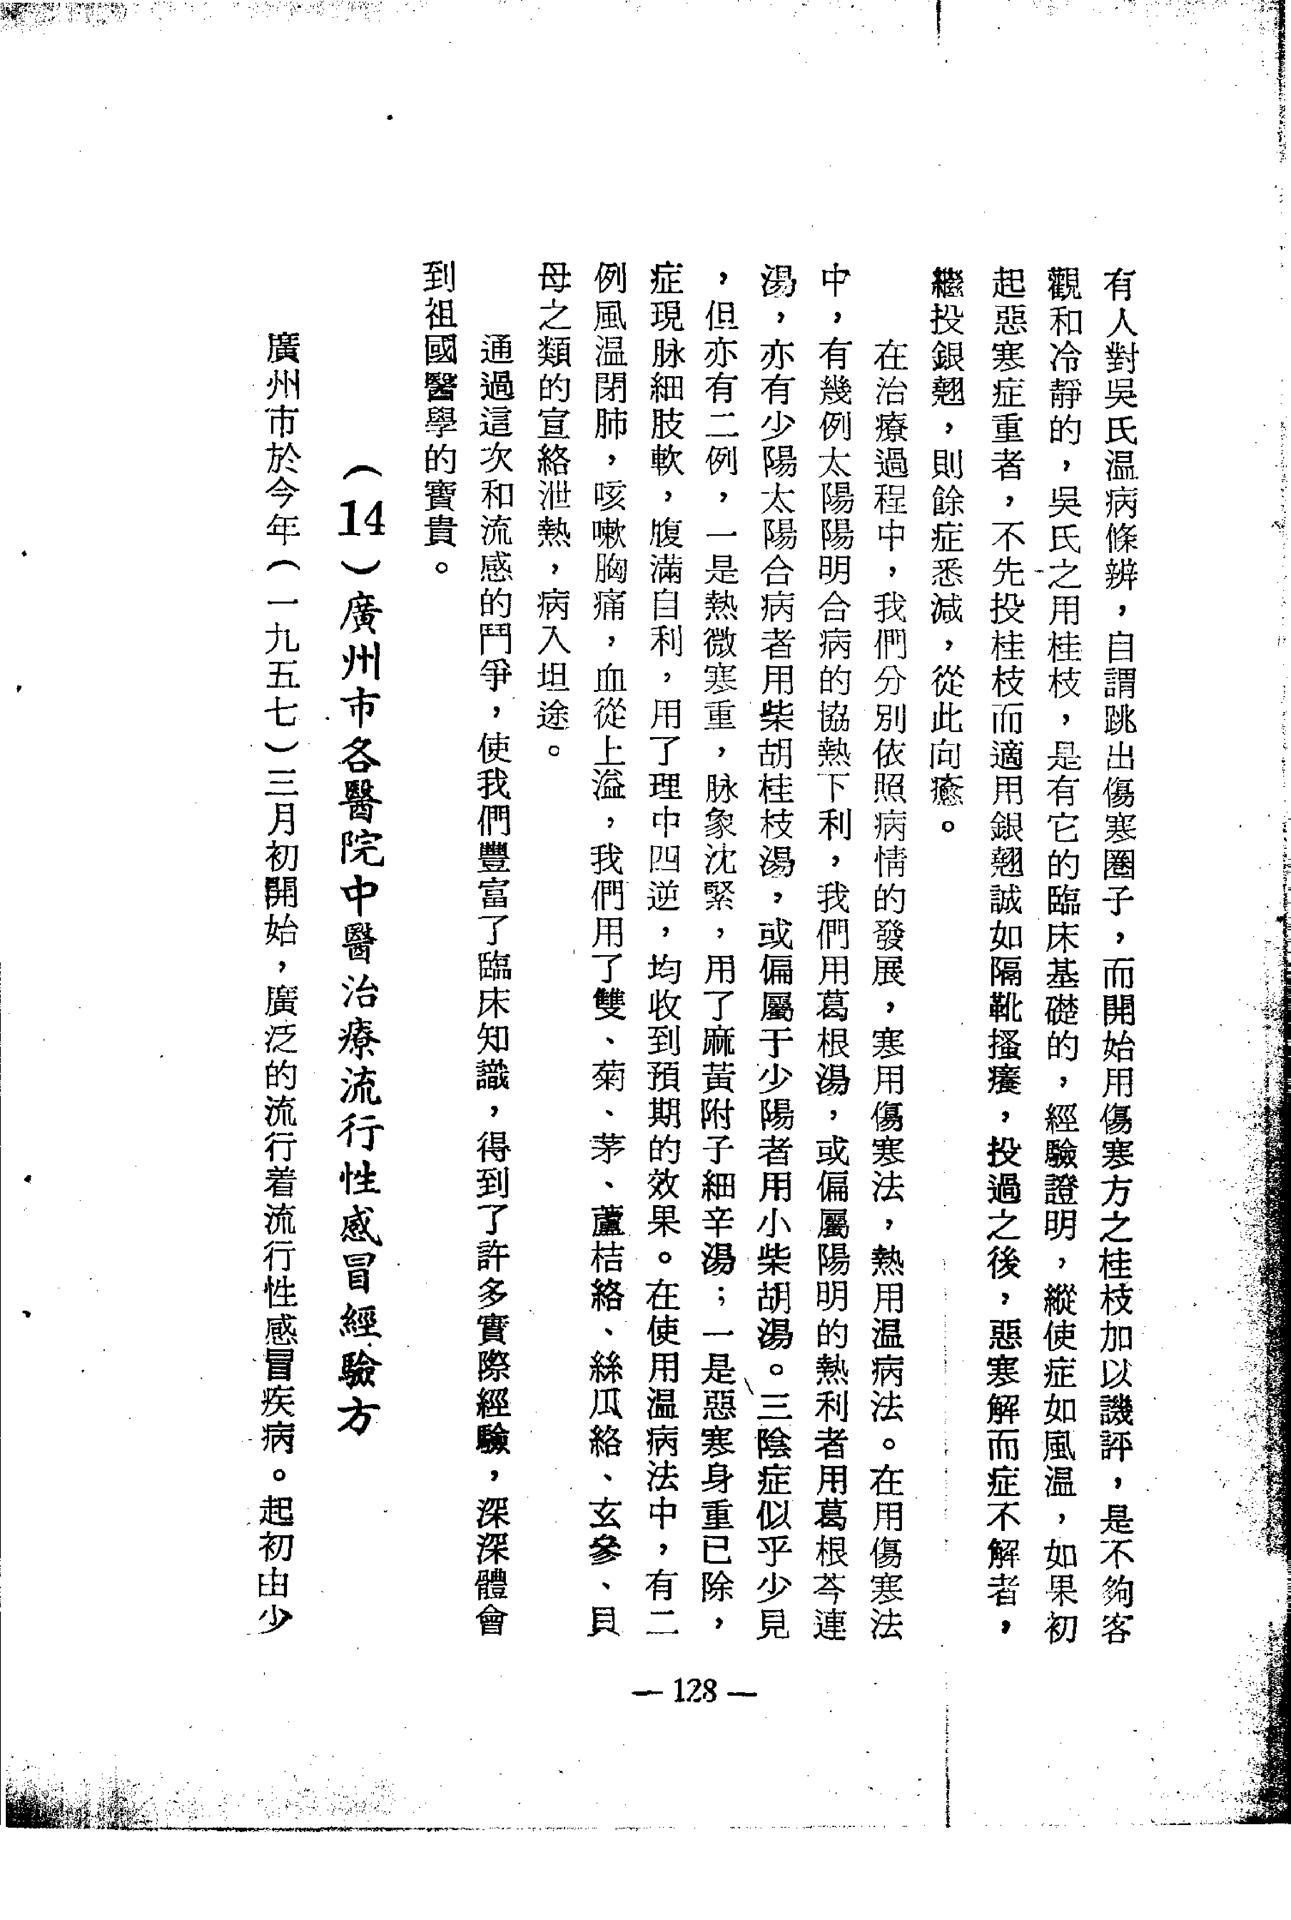 有人對吳氏温病條辨，自謂跳出傷寒圈子，而開始用傷寒方之桂枝加以譏評，是不夠客
觀和冷靜的，吳氏之用桂枝，是有它的臨床基礎的，經驗證明，縱使症如風温，如果初
起惡寒症重者，不先投桂枝而適用銀翹誠如隔靴搔癢，投過之後，惡寒解而症不解者，
繼投銀翹，則餘症悉減，從此向癒。
在治療過程中，我們分別依照病情的發展，寒用傷寒法，熱用温病法。在用傷寒法
中，有幾例太陽陽明合病的協熱下利，我們用葛根湯，或偏屬陽明的熱利者用葛根芩連
湯，亦有少陽太陽合病者用柴胡桂枝湯，或偏屬于少陽者用小柴胡湯。三陰症似乎少見
，但亦有二例，一是熱微寒重，脉象沈緊，用了麻黃附子細辛湯；一是惡寒身重已除，
症現脉細肢軟，腹滿自利，用了理中四逆，均收到預期的效果。在使用温病法中，有二
例風温閉肺，咳嗽胸痛，血從上溢，我們用了雙、菊、茅、蘆桔絡、絲瓜絡、玄參、貝
母之類的宣絡泄熱，病入坦途。
通過這次和流感的鬥爭，使我們豐富了臨床知識，得到了許多實際經驗，深深體會
到祖國醫學的寶貴。
（14）廣州市各醫院中醫治療流行性感冒經驗方
廣州市於今年（一九五七）三月初開始，廣泛的流行着流行性感冒疾病。起初由少
— 128 —